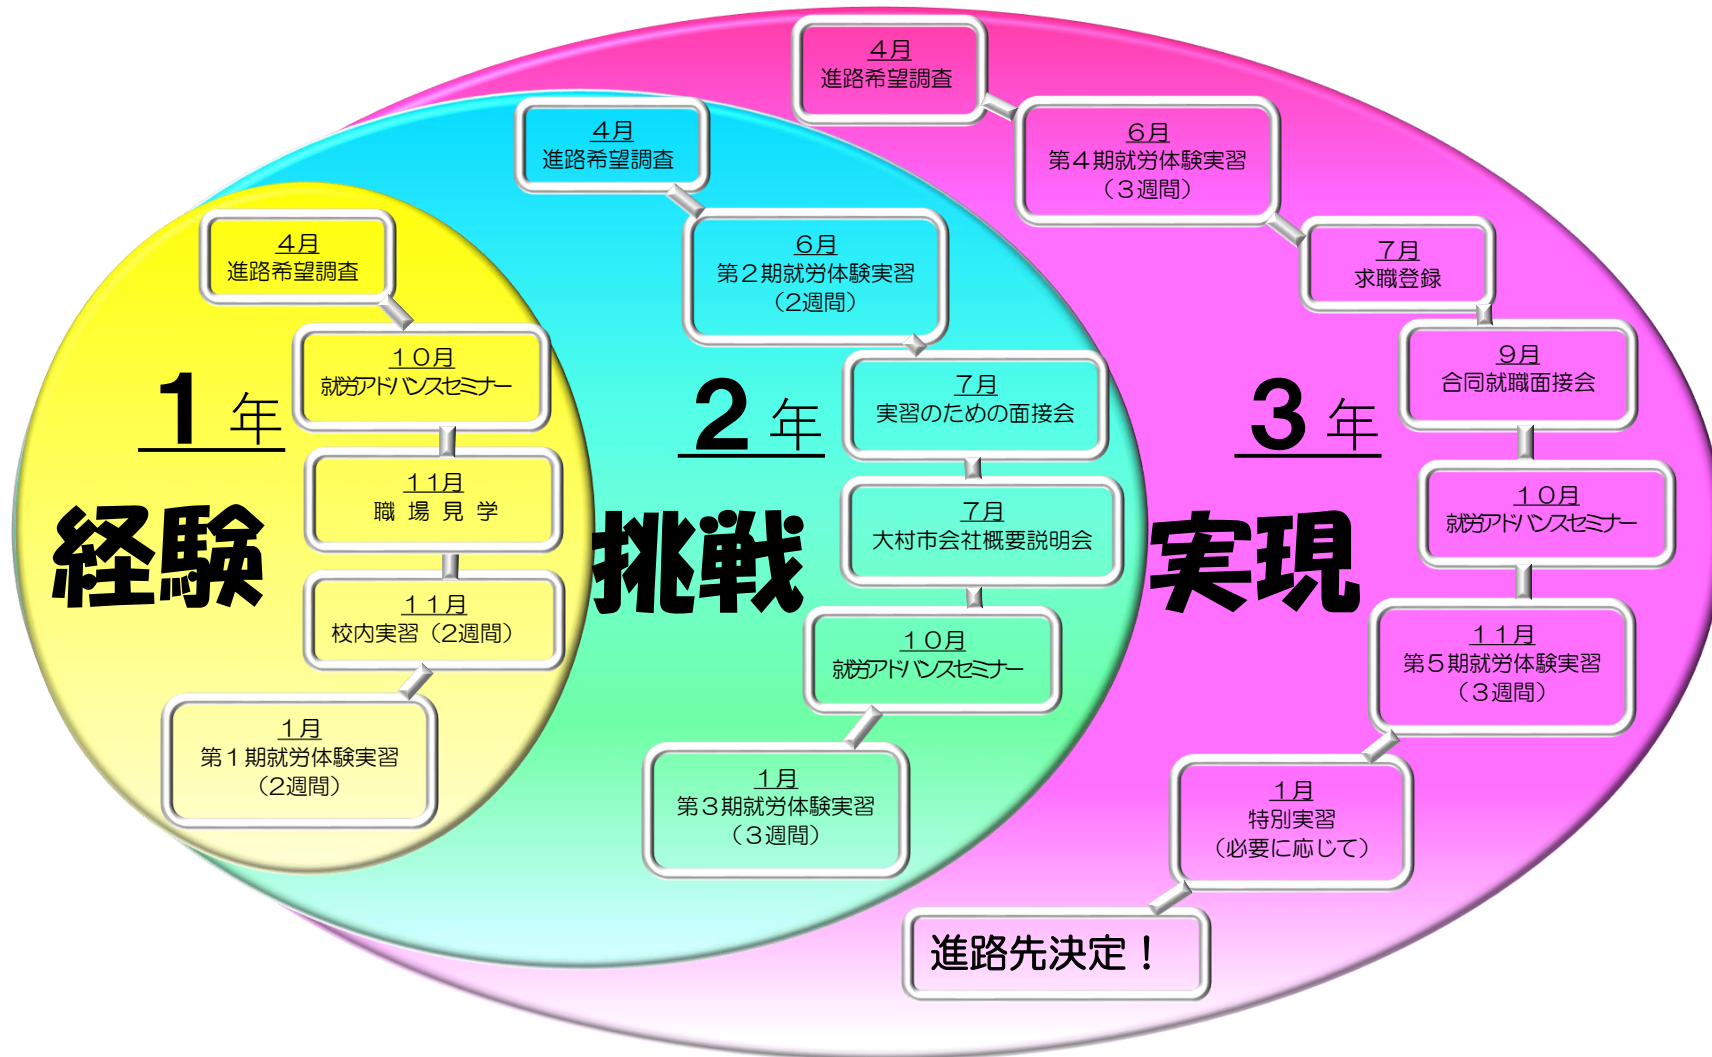 1年
経験
4月
進路希望調査
10月
就労アドバンスセミナー
11月
職場見学
11月
校内実習（2週間）
1月
第1期就労体験実習
（2週間）
2年
挑戦
4月
進路希望調査
6月
第2期就労体験実習
（2週間）
7月
実習のための面接会
7月
大村市会社概要説明会
10月
就労アドバンスセミナー
1月
第3期就労体験実習
（3週間）
3年
実現
4月
進路希望調査
6月
第4期就労体験実習
（3週間）
7月
求職登録
9月
合同就職面接会
10月
就労アドバンスセミナー
11月
第5期就労体験実習
（3週間）
1月
特別実習
（必要に応じて）
進路先決定！